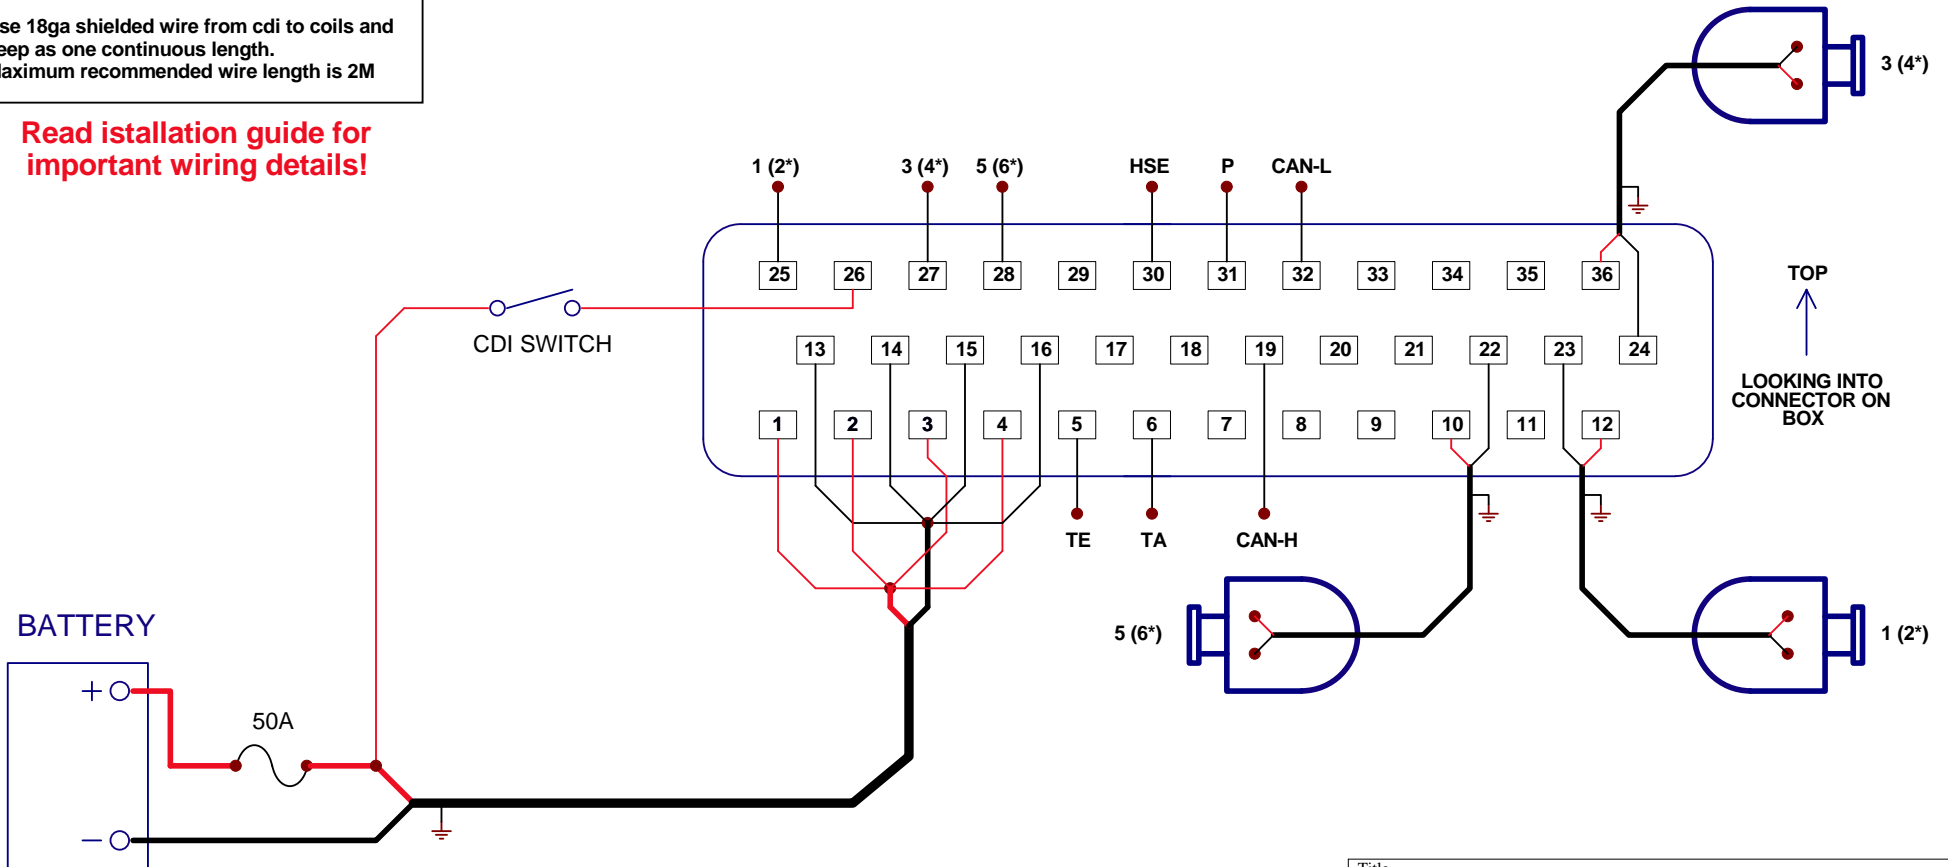 se 18ga shielded wire from cdi to coils and
eep as one continuous length.
laximum recommended wire length is 2M
Read istallation guide for
important wiring details!
3 (4*)
1 (2*) 3 (4*) 5 (6*) HSE P CAN-L
25 26 27 28 29 30 31 32 33 34 35 36
TOP
CDI SWITCH
13 14 15 16 17 18 19 20 21 22 23 24
LOOKING INTO
CONNECTOR ON
BOX
1 2 3 4 5 6 7 8 9 10 11 12
TE TA CAN-H
BATTERY
5 (6*) 1 (2*)
+
50A
−
Title